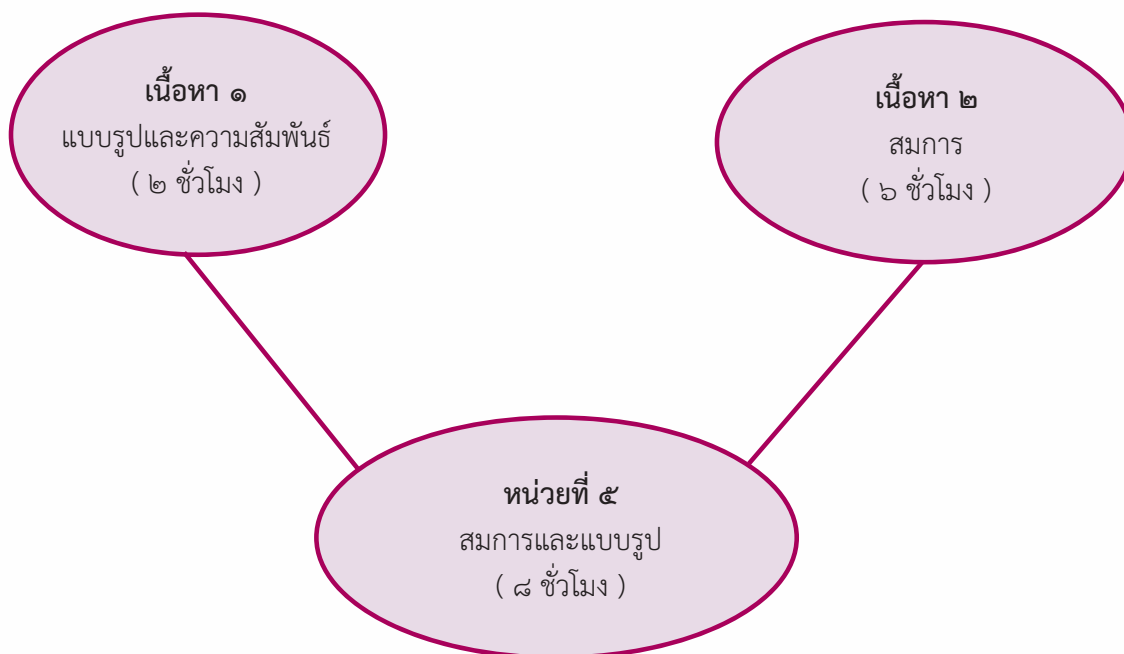 เนื้อหา ๑
แบบรูปและความสัมพันธ์
( ๒ ชั่วโมง )
เนื้อหา ๒
สมการ
( ๖ ชั่วโมง )
หน่วยที่ ๕
สมการและแบบรูป
( ๘ ชั่วโมง )